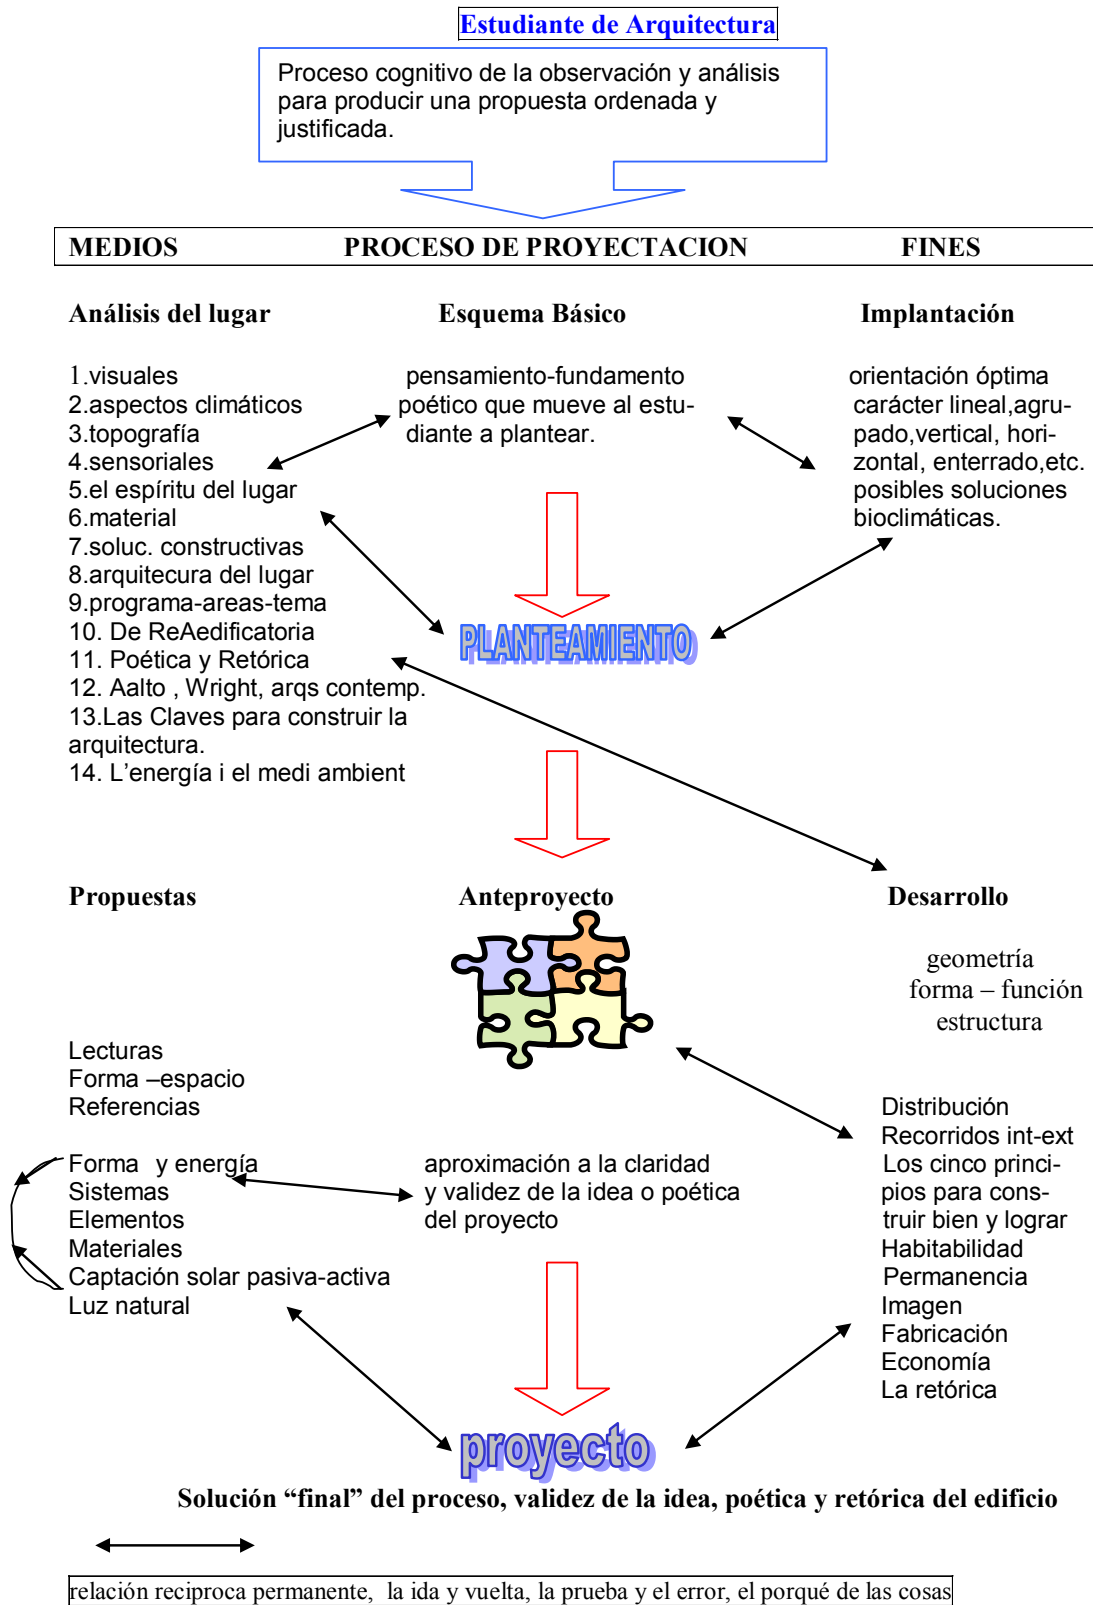 Estudiante de Arquitectura
Proceso cognitivo de la observación y análisis
para producir una propuesta ordenada y
justificada.
MEDIOS PROCESO DE PROYECTACION FINES
Análisis del lugar Esquema Básico Implantación
1.visuales
2.aspectos climáticos
3.topografía
4.sensoriales
5.el espíritu del lugar
6.material
7.soluc. constructivas
8.arquitecura del lugar
9.programa-areas-tema
10. De ReAedificatoria
11. Poética y Retórica
12. Aalto , Wright, arqs contemp.
13.Las Claves para construir la
arquitectura.
14. L’energía i el medi ambient
pensamiento-fundamento
poético que mueve al estu-
diante a plantear.
orientación óptima
carácter lineal,agru-
pado,vertical, hori-
zontal, enterrado,etc.
posibles soluciones
bioclimáticas.
PLANTEAMIENTO
Propuestas Anteproyecto Desarrollo
geometría
forma – función
estructura
Lecturas
Forma –espacio
Referencias
Forma y energía
Sistemas
Elementos
Materiales
Captación solar pasiva-activa
Luz natural
aproximación a la claridad
y validez de la idea o poética
del proyecto
Distribución
Recorridos int-ext
Los cinco princi-
pios para cons-
truir bien y lograr
Habitabilidad
Permanencia
Imagen
Fabricación
Economía
La retórica
proyecto
Solución “final” del proceso, validez de la idea, poética y retórica del edificio
relación reciproca permanente, la ida y vuelta, la prueba y el error, el porqué de las cosas